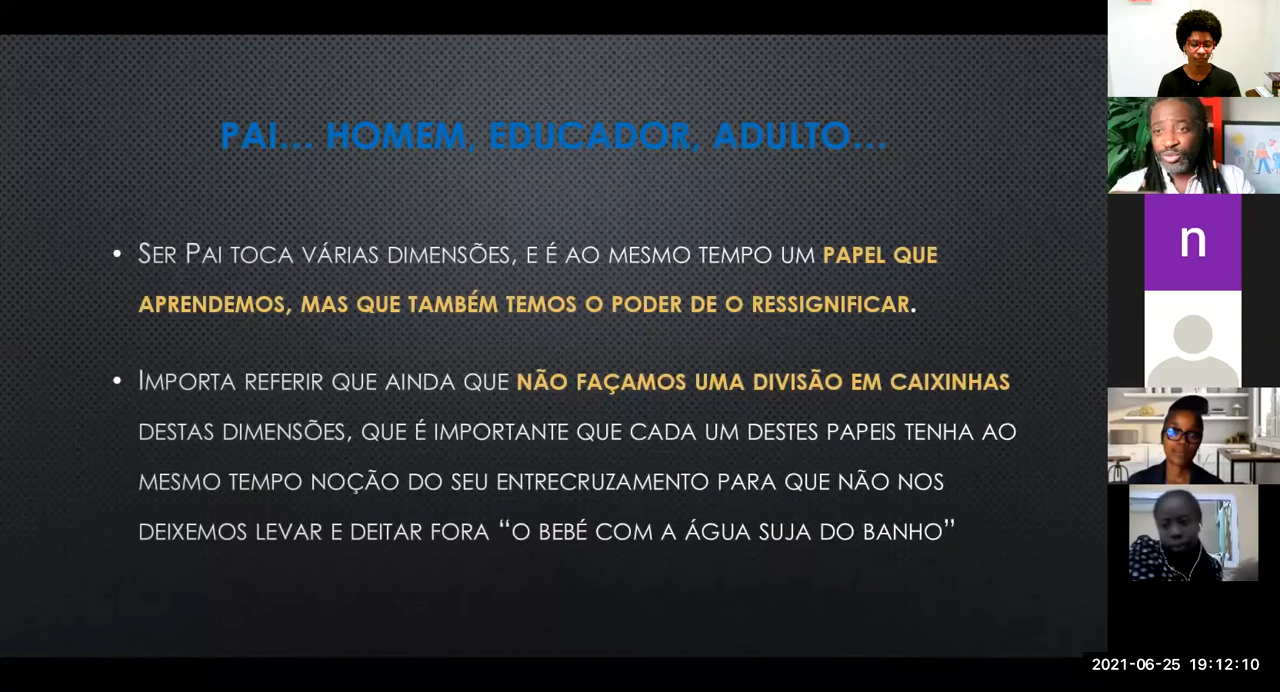 PAI... HOMEM, EDUCADOR, ADULTO...
• SER PAI TOCA VÁRIAS DIMENSÕES, E É AO MESMO TEMPO UM PAPEL QUE
APRENDEMOS, MAS QUE TAMBÉM TEMOS O PODER DE O RESSIGNIFICAR.
• IMPORTA REFERIR QUE AINDA QUE NÃO FAÇAMOS UMA DIVISÃO EM CAIXINHAS
DESTAS DIMENSÕES, QUE É IMPORTANTE QUE CADA UM DESTES PAPEIS TENHA AO
MESMO TEMPO NOÇÃO DO SEU ENTRECRUZAMENTO PARA QUE NÃO NOS
DEIXEMOS LEVAR E DEITAR FORA “O BEBÉ COM A ÁGUA SUJA DO BANHO”
n
2021-06-25 19:12:10